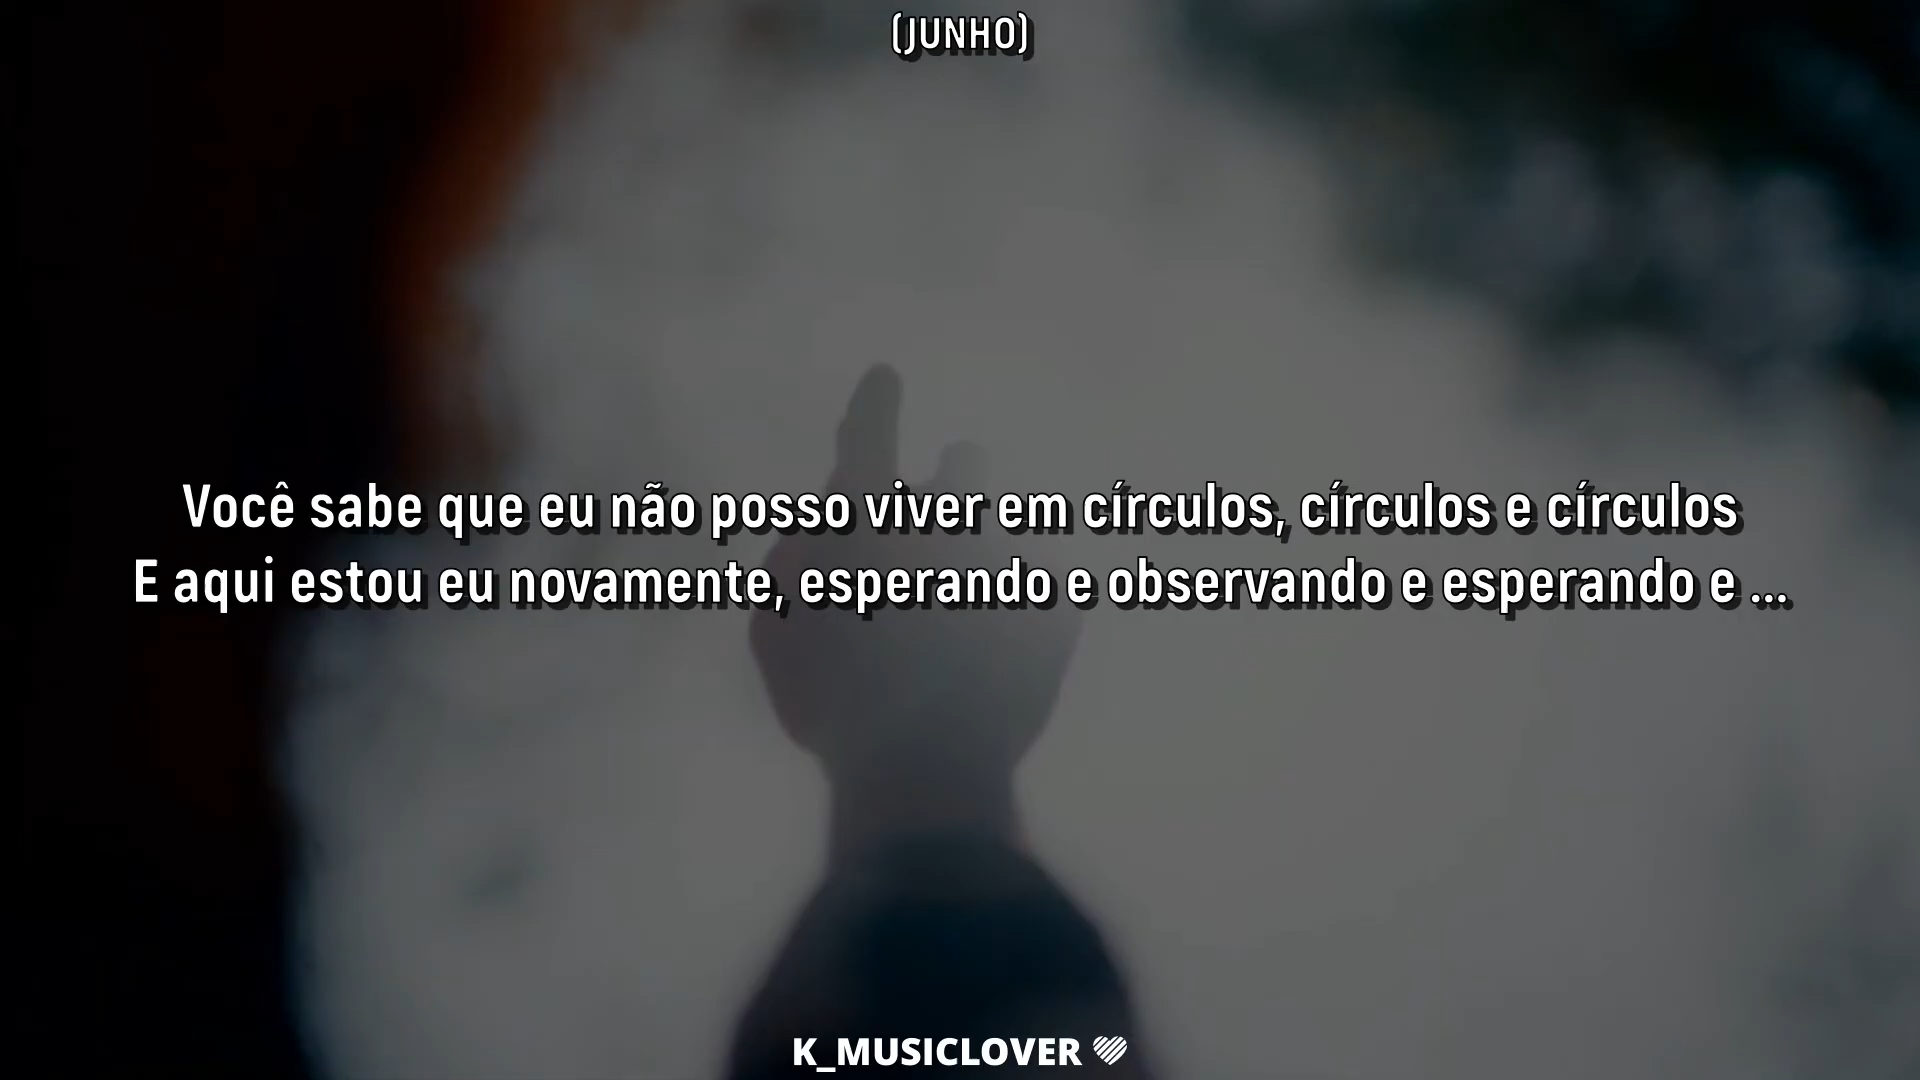 (JUNHO)
Você sabe que eu não posso viver em círculos, círculos e círculos
E aqui estou eu novamente, esperando e observando e esperando e ...
K_MUSICLOVER